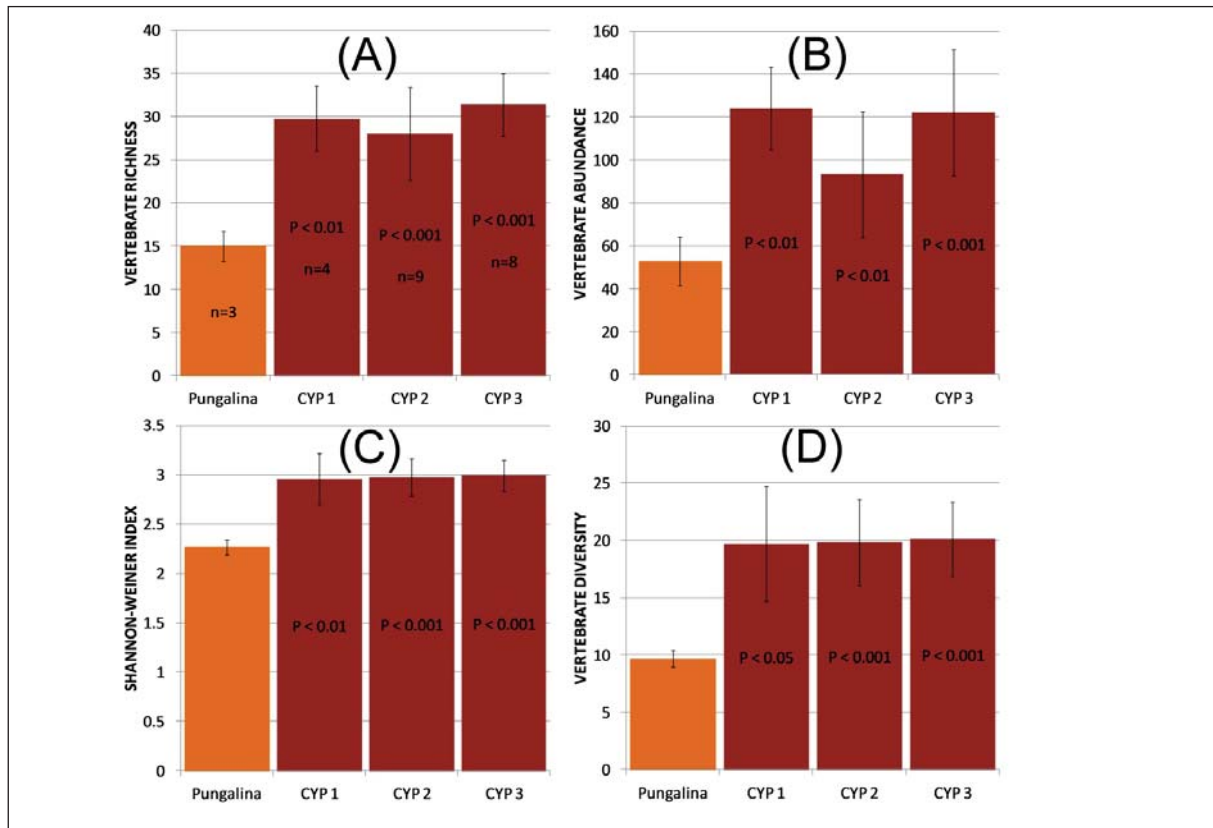 (A)
VERTEBRATE RICHNESS
40
35
30
25
20
15
10
5
0
n=3
P < 0.01
n=4
P < 0.001
n=9
P < 0.001
n=8
Pungalina CYP 1 CYP 2 CYP 3
(B)
VERTEBRATE ABUNDANCE
160
140
120
100
80
60
40
20
0
P < 0.01
P < 0.01
P < 0.001
Pungalina CYP 1 CYP 2 CYP 3
(C)
SHANNON-WEINER INDEX
3.5
3
2.5
2
1.5
1
0.5
0
P < 0.01
P < 0.001
P < 0.001
Pungalina CYP 1 CYP 2 CYP 3
(D)
VERTEBRATE DIVERSITY
30
25
20
15
10
5
0
P < 0.05
P < 0.001
P < 0.001
Pungalina CYP 1 CYP 2 CYP 3